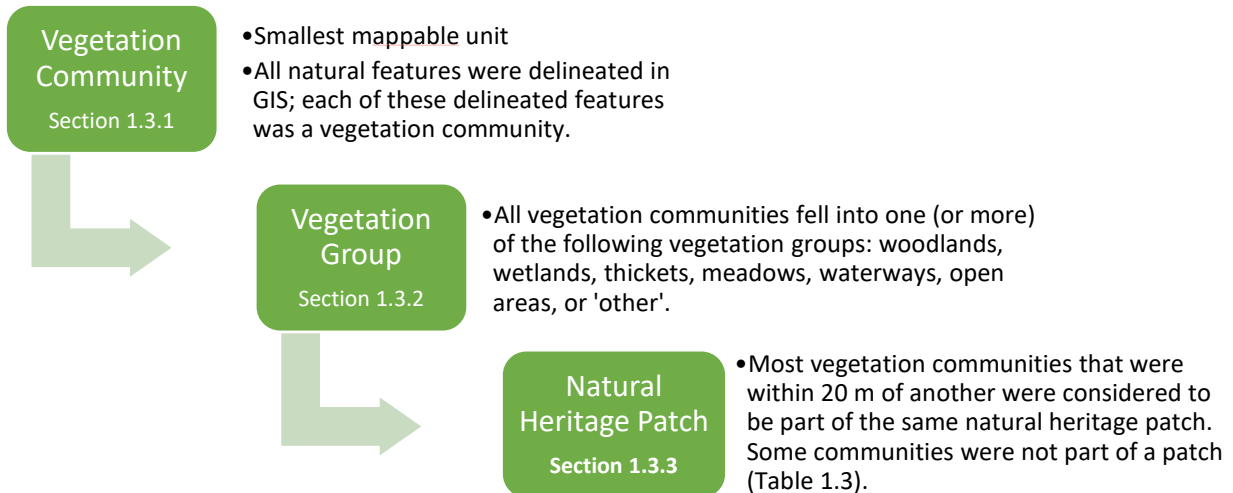 Vegetation
Community
Section 1.3.1
•Smallest mappable unit
•All natural features were delineated in
GIS; each of these delineated features
was a vegetation community.
Vegetation
Group
Section 1.3.2
•All vegetation communities fell into one (or more)
of the following vegetation groups: woodlands,
wetlands, thickets, meadows, waterways, open
areas, or 'other'.
Natural
Heritage Patch
Section 1.3.3
•Most vegetation communities that were
within 20 m of another were considered to
be part of the same natural heritage patch.
Some communities were not part of a patch
(Table 1.3).